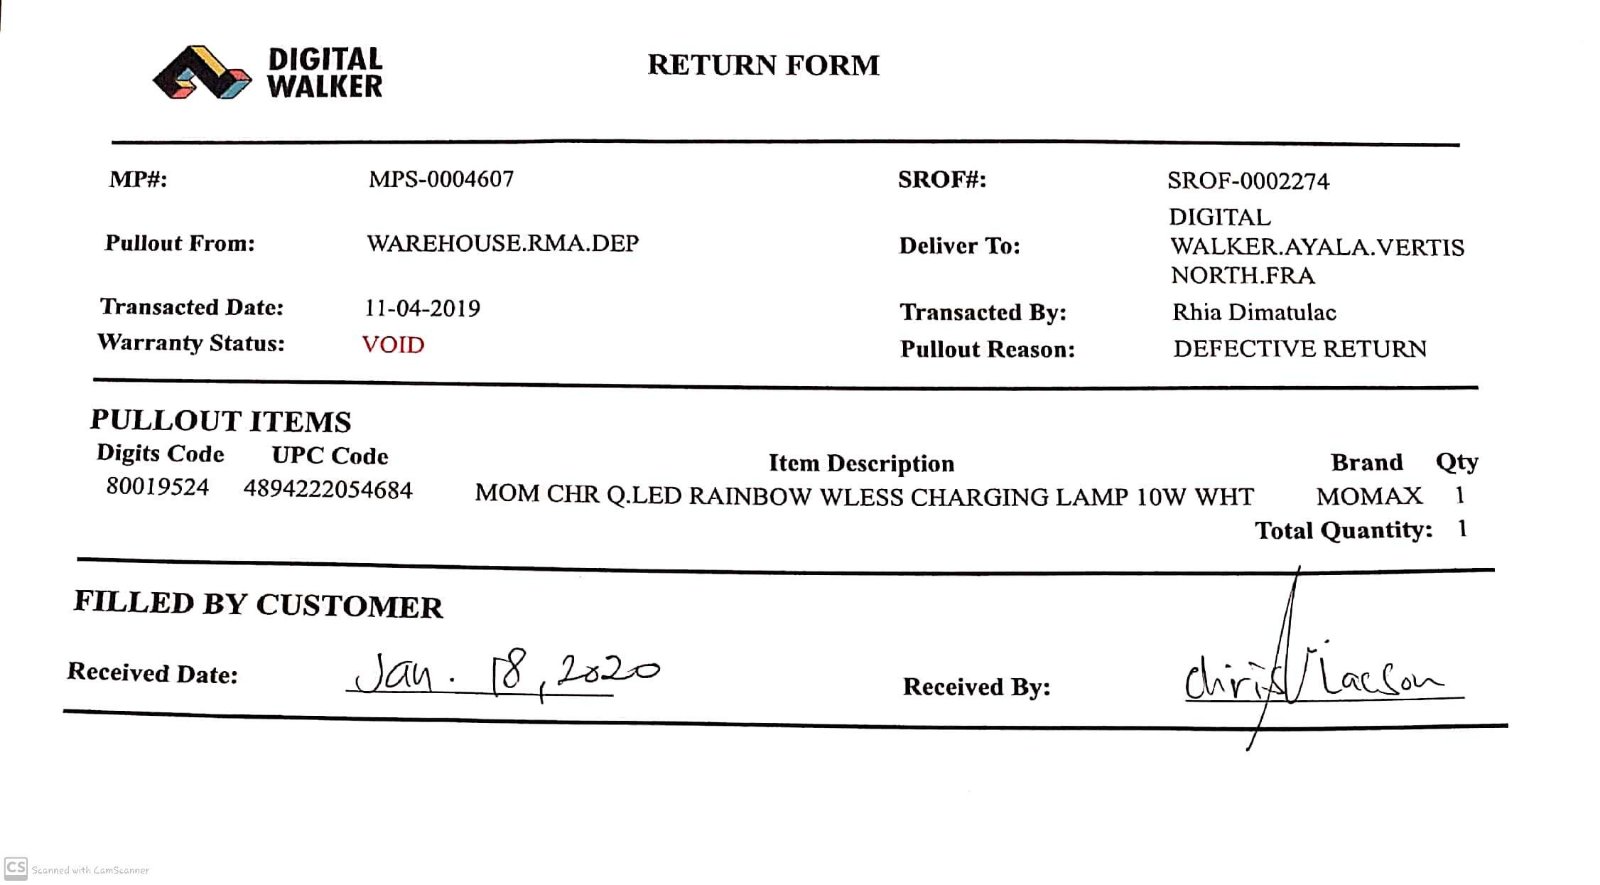 DIGITAL
WALKER
RETURN FORM
MP#: MPS-0004607 SROF#: SROF-0002274
Pullout From: WAREHOUSE.RMA.DEP Deliver To: DIGITAL
WALKER.AYALA.VERTIS
NORTH.FRA
Transacted Date: 11-04-2019 Transacted By: Rhia Dimatulac
Warranty Status: VOID Pullout Reason: DEFECTIVE RETURN
PULLOUT ITEMS
Digits Code UPC Code Item Description Brand Qty
80019524 4894222054684 MOM CHR Q.LED RAINBOW WLESS CHARGING LAMP 10W WHT MOMAX 1
Total Quantity: 1
FILLED BY CUSTOMER
Received Date: Jan. 18, 2020 Received By: chris Lacson
CS Scanned with CamScanner